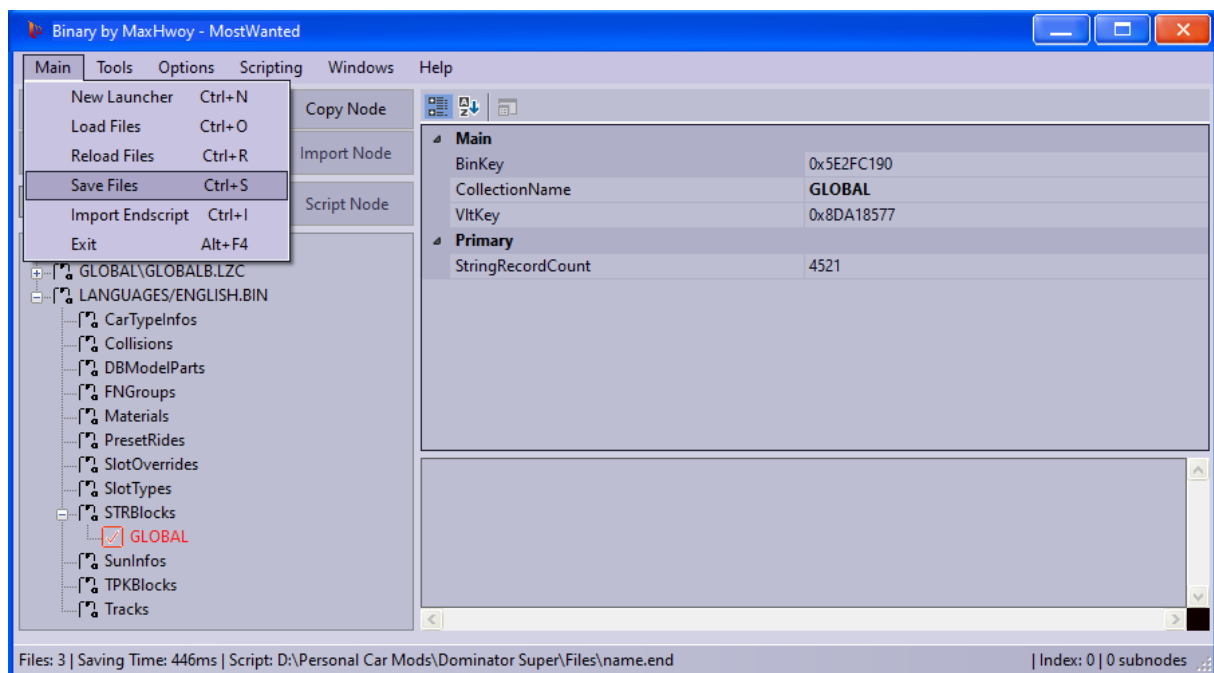 Binary by MaxHwoy - MostWanted
Main Tools Options Scripting Windows Help
New Launcher Ctrl+N
Load Files Ctrl+O
Reload Files Ctrl+R
Save Files Ctrl+S
Import Endscript Ctrl+I
Exit Alt+F4
Copy Node
Import Node
Script Node
GLOBAL\GLOBALB.LZC
LANGUAGES/ENGLISH.BIN
CarTypeInfos
Collisions
DBModelParts
FNGroups
Materials
PresetRides
SlotOverrides
SlotTypes
STRBlocks
GLOBAL
SunInfos
TPKBlocks
Tracks
Main
BinKey 0x5E2FC190
CollectionName GLOBAL
VltKey 0x8DA18577
Primary
StringRecordCount 4521
Files: 3 | Saving Time: 446ms | Script: D:\Personal Car Mods\Dominator Super\Files\name.end | Index: 0 | 0 subnodes